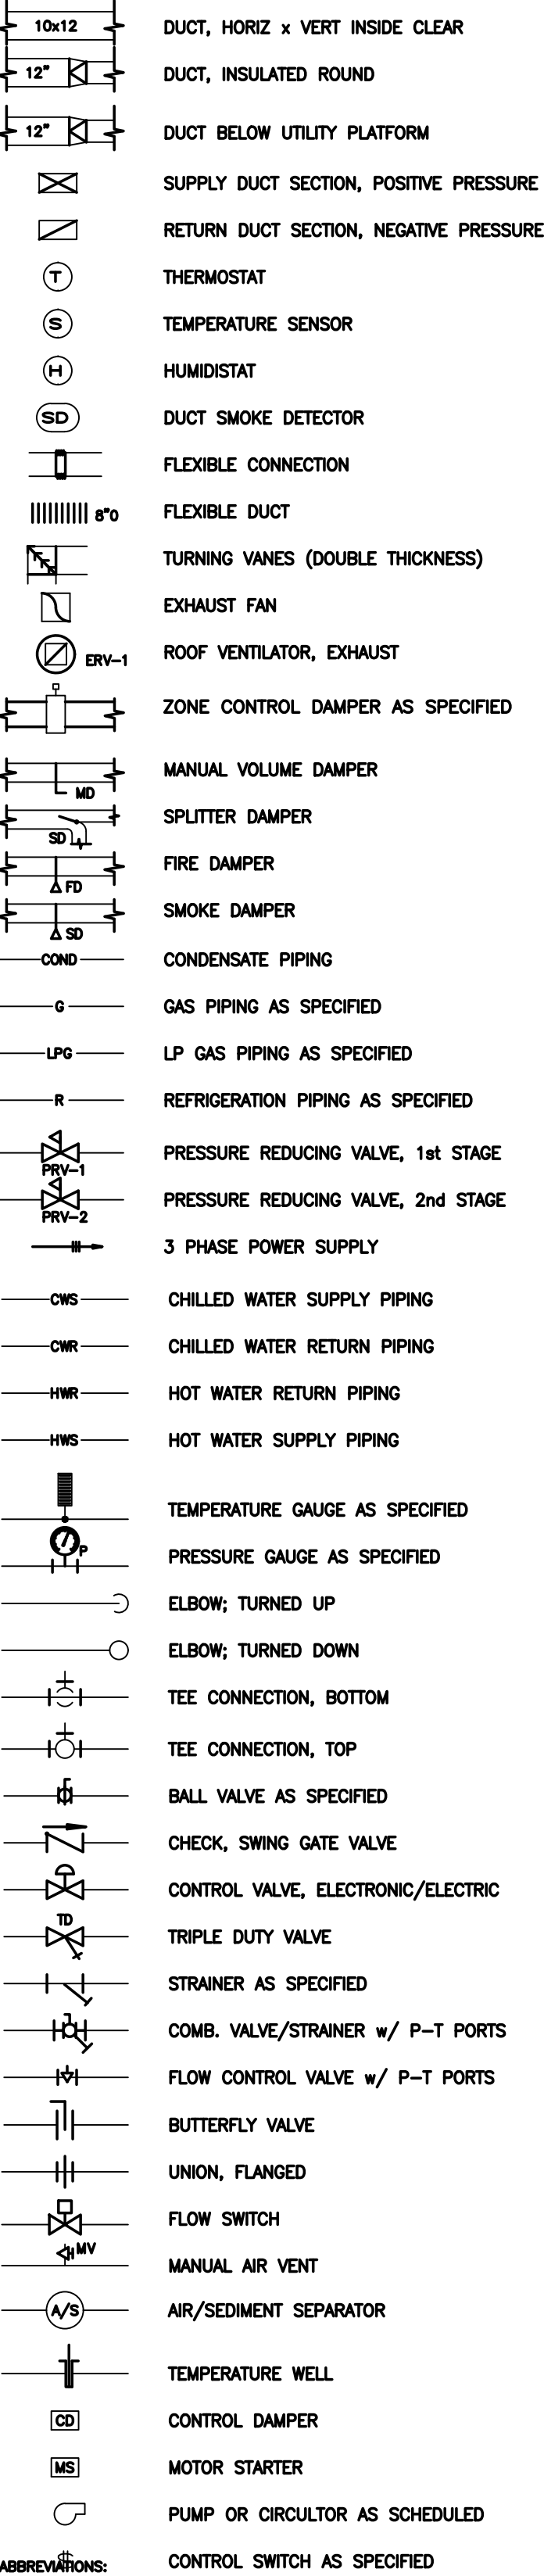 10x12 DUCT, HORIZ x VERT INSIDE CLEAR
12" DUCT, INSULATED ROUND
12" DUCT BELOW UTILITY PLATFORM
SUPPLY DUCT SECTION, POSITIVE PRESSURE
RETURN DUCT SECTION, NEGATIVE PRESSURE
T THERMOSTAT
S TEMPERATURE SENSOR
H HUMIDISTAT
SD DUCT SMOKE DETECTOR
FLEXIBLE CONNECTION
8"0 FLEXIBLE DUCT
TURNING VANES (DOUBLE THICKNESS)
EXHAUST FAN
ERV-1 ROOF VENTILATOR, EXHAUST
ZONE CONTROL DAMPER AS SPECIFIED
MD MANUAL VOLUME DAMPER
SD SPLITTER DAMPER
FD FIRE DAMPER
SD SMOKE DAMPER
COND CONDENSATE PIPING
G GAS PIPING AS SPECIFIED
LPG LP GAS PIPING AS SPECIFIED
R REFRIGERATION PIPING AS SPECIFIED
PRV-1 PRESSURE REDUCING VALVE, 1st STAGE
PRV-2 PRESSURE REDUCING VALVE, 2nd STAGE
3 PHASE POWER SUPPLY
CWS CHILLED WATER SUPPLY PIPING
CWR CHILLED WATER RETURN PIPING
HWR HOT WATER RETURN PIPING
HWS HOT WATER SUPPLY PIPING
TEMPERATURE GAUGE AS SPECIFIED
P PRESSURE GAUGE AS SPECIFIED
ELBOW; TURNED UP
ELBOW; TURNED DOWN
TEE CONNECTION, BOTTOM
TEE CONNECTION, TOP
BALL VALVE AS SPECIFIED
CHECK, SWING GATE VALVE
CONTROL VALVE, ELECTRONIC/ELECTRIC
TD TRIPLE DUTY VALVE
STRAINER AS SPECIFIED
COMB. VALVE/STRAINER w/ P-T PORTS
FLOW CONTROL VALVE w/ P-T PORTS
BUTTERFLY VALVE
UNION, FLANGED
FLOW SWITCH
MV MANUAL AIR VENT
A/S AIR/SEDIMENT SEPARATOR
TEMPERATURE WELL
CD CONTROL DAMPER
MS MOTOR STARTER
PUMP OR CIRCULTOR AS SCHEDULED
$ CONTROL SWITCH AS SPECIFIED
ABBREVIATIONS: